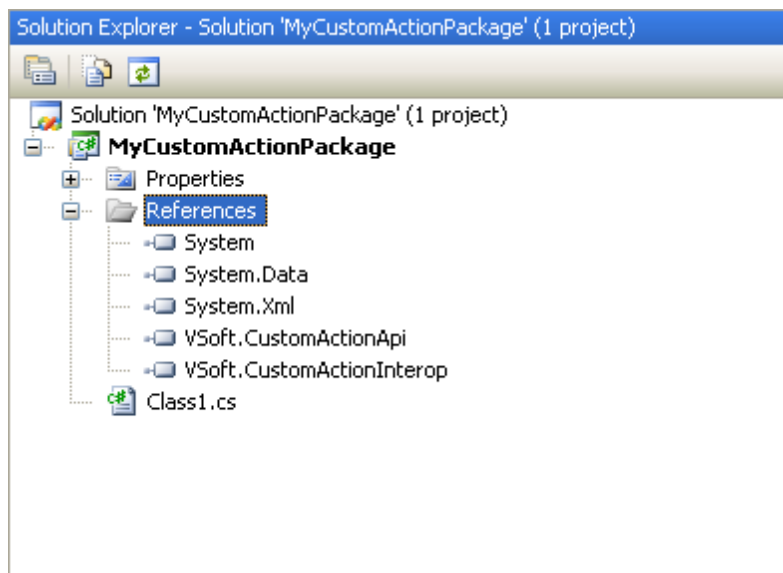 Solution Explorer - Solution 'MyCustomActionPackage' (1 project)
Solution 'MyCustomActionPackage' (1 project)
C# MyCustomActionPackage
Properties
References
System
System.Data
System.Xml
VSoft.CustomActionApi
VSoft.CustomActionInterop
C# Class1.cs